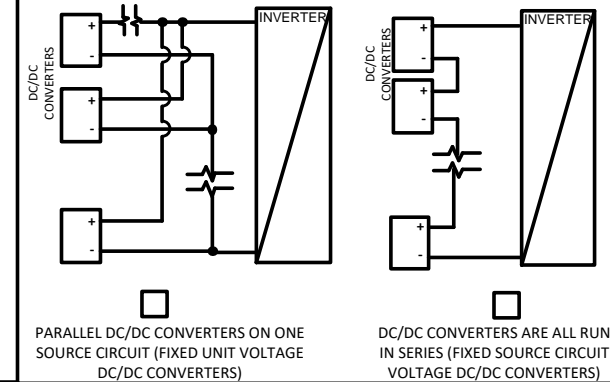 INVERTER
DC/DC
CONVERTERS
+
-
+
-
+
-
PARALLEL DC/DC CONVERTERS ON ONE
SOURCE CIRCUIT (FIXED UNIT VOLTAGE
DC/DC CONVERTERS)
INVERTER
DC/DC
CONVERTERS
+
-
+
-
+
-
DC/DC CONVERTERS ARE ALL RUN
IN SERIES (FIXED SOURCE CIRCUIT
VOLTAGE DC/DC CONVERTERS)